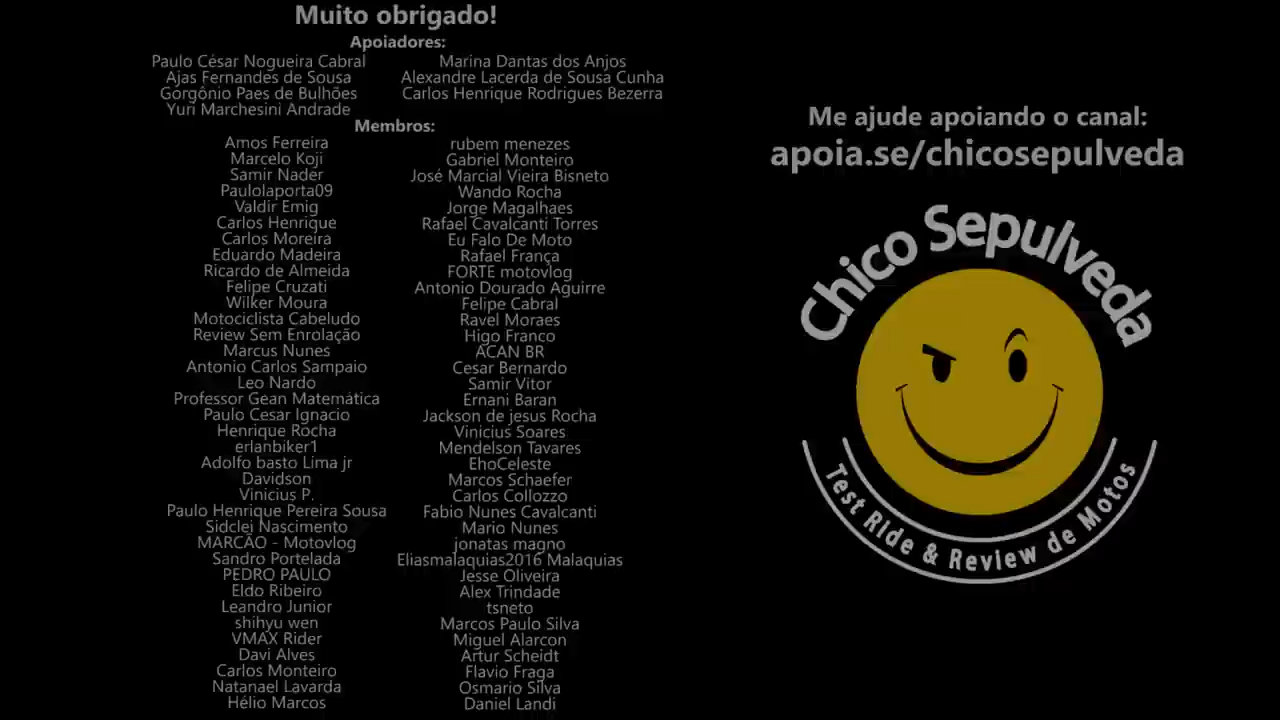 Muito obrigado!
Apoiadores:
Paulo César Nogueira Cabral
Ajas Fernandes de Sousa
Gorgônio Paes de Bulhões
Yuri Marchesini Andrade
Marina Dantas dos Anjos
Alexandre Lacerda de Sousa Cunha
Carlos Henrique Rodrigues Bezerra
Membros:
Amos Ferreira
Marcelo Koji
Samir Nader
Paulolaporta09
Valdir Emig
Carlos Henrique
Carlos Moreira
Eduardo Madeira
Ricardo de Almeida
Felipe Cruzati
Wilker Moura
Motociclista Cabeludo
Review Sem Enrolação
Marcus Nunes
Antonio Carlos Sampaio
Leo Nardo
Professor Gean Matemática
Paulo Cesar Ignacio
Henrique Rocha
erlanbiker1
Adolfo basto Lima jr
Davidson
Vinicius P.
Paulo Henrique Pereira Sousa
Sidclei Nascimento
MARCÃO - Motovlog
Sandro Portelada
PEDRO PAULO
Eldo Ribeiro
Leandro Junior
shihyu wen
VMAX Rider
Davi Alves
Carlos Monteiro
Natanael Lavarda
Hélio Marcos
rubem menezes
Gabriel Monteiro
José Marcial Vieira Bisneto
Wando Rocha
Jorge Magalhaes
Rafael Cavalcanti Torres
Eu Falo De Moto
Rafael França
FORTE motovlog
Antonio Dourado Aguirre
Felipe Cabral
Ravel Moraes
Higo Franco
ACAN BR
Cesar Bernardo
Samir Vitor
Ernani Baran
Jackson de jesus Rocha
Vinicius Soares
Mendelson Tavares
EhoCeleste
Marcos Schaefer
Carlos Collozzo
Fabio Nunes Cavalcanti
Mario Nunes
jonatas magno
Eliasmalaquias2016 Malaquias
Jesse Oliveira
Alex Trindade
tsneto
Marcos Paulo Silva
Miguel Alarcon
Artur Scheidt
Flavio Fraga
Osmario Silva
Daniel Landi
Me ajude apoiando o canal:
apoia.se/chicosepulveda
Chico Sepulveda
Test Ride & Review de Motos